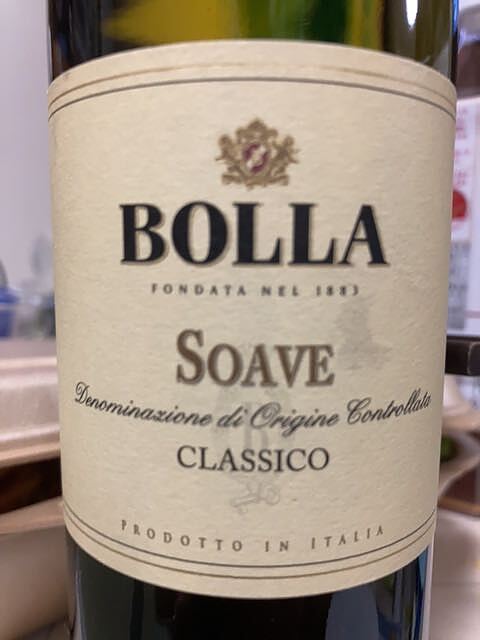 BOLLA
FONDATA NEL 1883
SOAVE
Denominazione di Origine Controllata
CLASSICO
PRODOTTO IN ITALIA